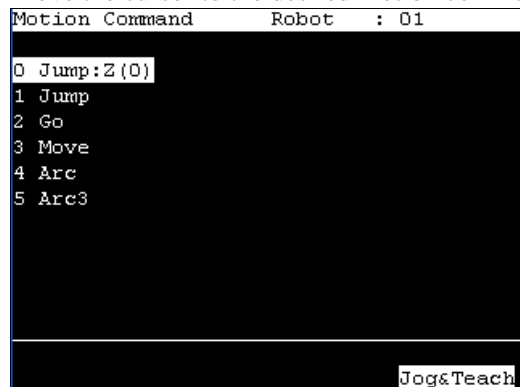 Motion Command Robot : 01
0 Jump:Z(0)
1 Jump
2 Go
3 Move
4 Arc
5 Arc3
Jog&Teach